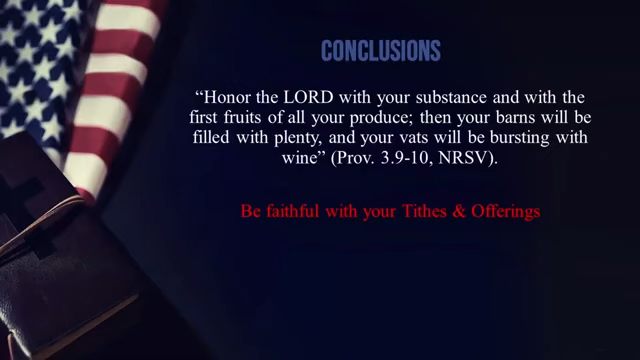 CONCLUSIONS
“Honor the LORD with your substance and with the
first fruits of all your produce; then your barns will be
filled with plenty, and your vats will be bursting with
wine” (Prov. 3.9-10, NRSV).
Be faithful with your Tithes & Offerings